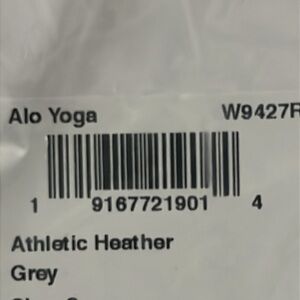 Alo Yoga W9427R
1 9167721901 4
Athletic Heather
Grey